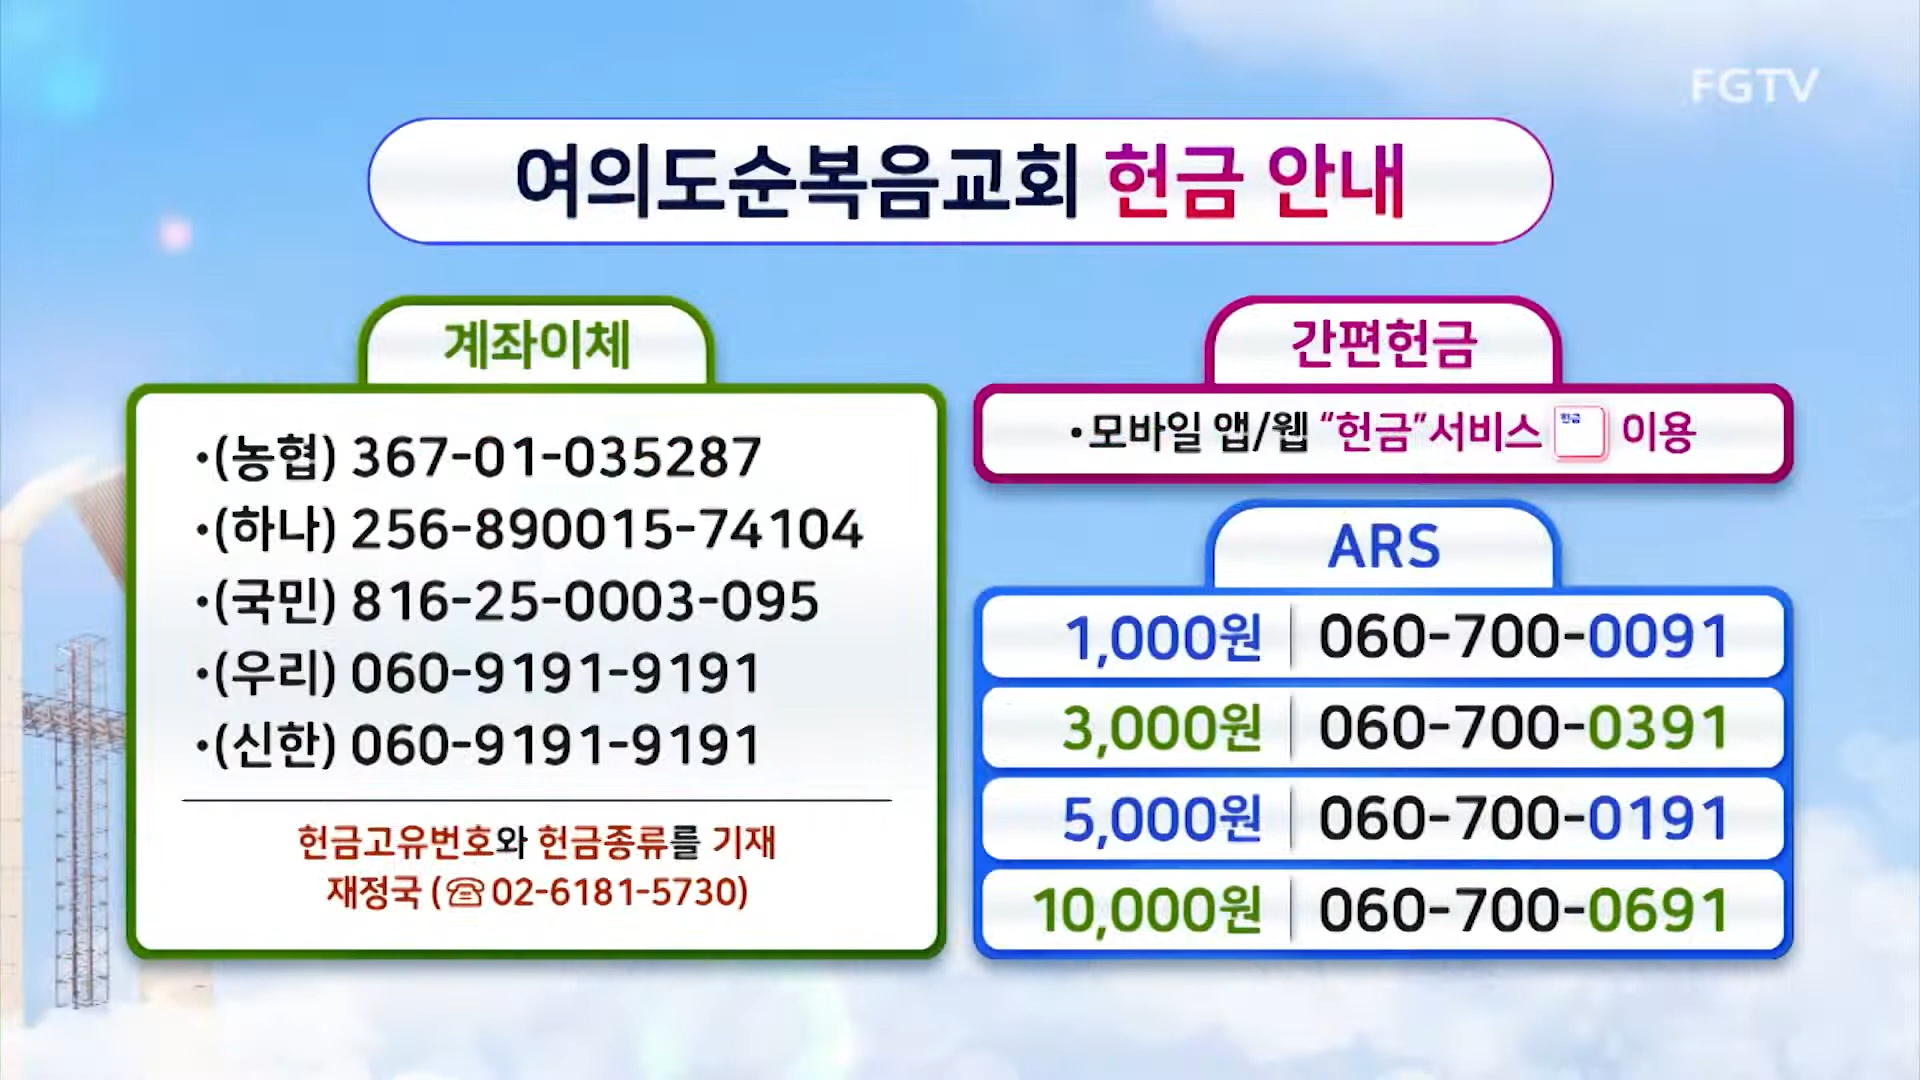 FGTV
여의도순복음교회 헌금 안내
계좌이체
·(농협) 367-01-035287
·(하나) 256-890015-74104
·(국민) 816-25-0003-095
·(우리) 060-9191-9191
·(신한) 060-9191-9191
헌금고유번호와 헌금종류를 기재
재정국 (☏02-6181-5730)
간편헌금
·모바일 앱/웹 “헌금”서비스 헌금 이용
ARS
1,000원 060-700-0091
3,000원 060-700-0391
5,000원 060-700-0191
10,000원 060-700-0691